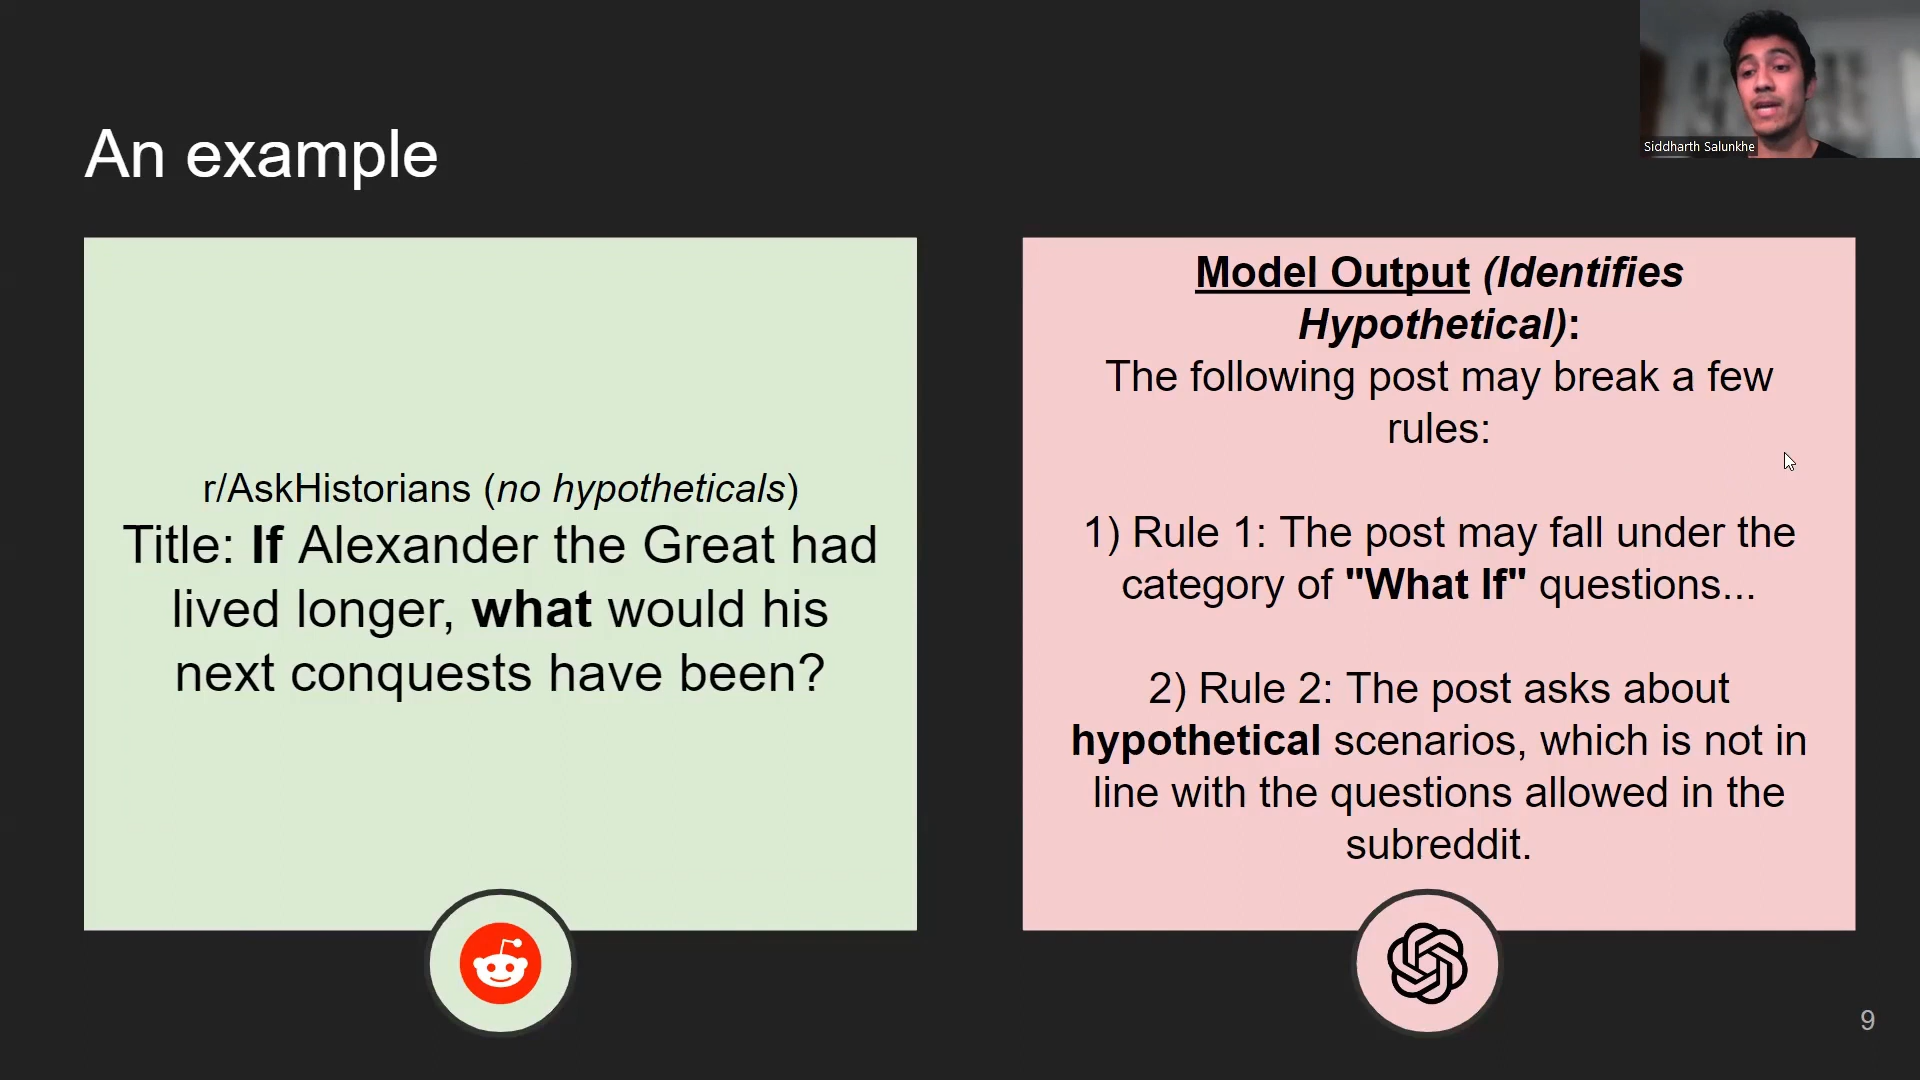 Siddharth Salunkhe
An example
r/AskHistorians (no hypotheticals)
Title: If Alexander the Great had
lived longer, what would his
next conquests have been?
Model Output (Identifies
Hypothetical):
The following post may break a few
rules:
1) Rule 1: The post may fall under the
category of "What If" questions...
2) Rule 2: The post asks about
hypothetical scenarios, which is not in
line with the questions allowed in the
subreddit.
9